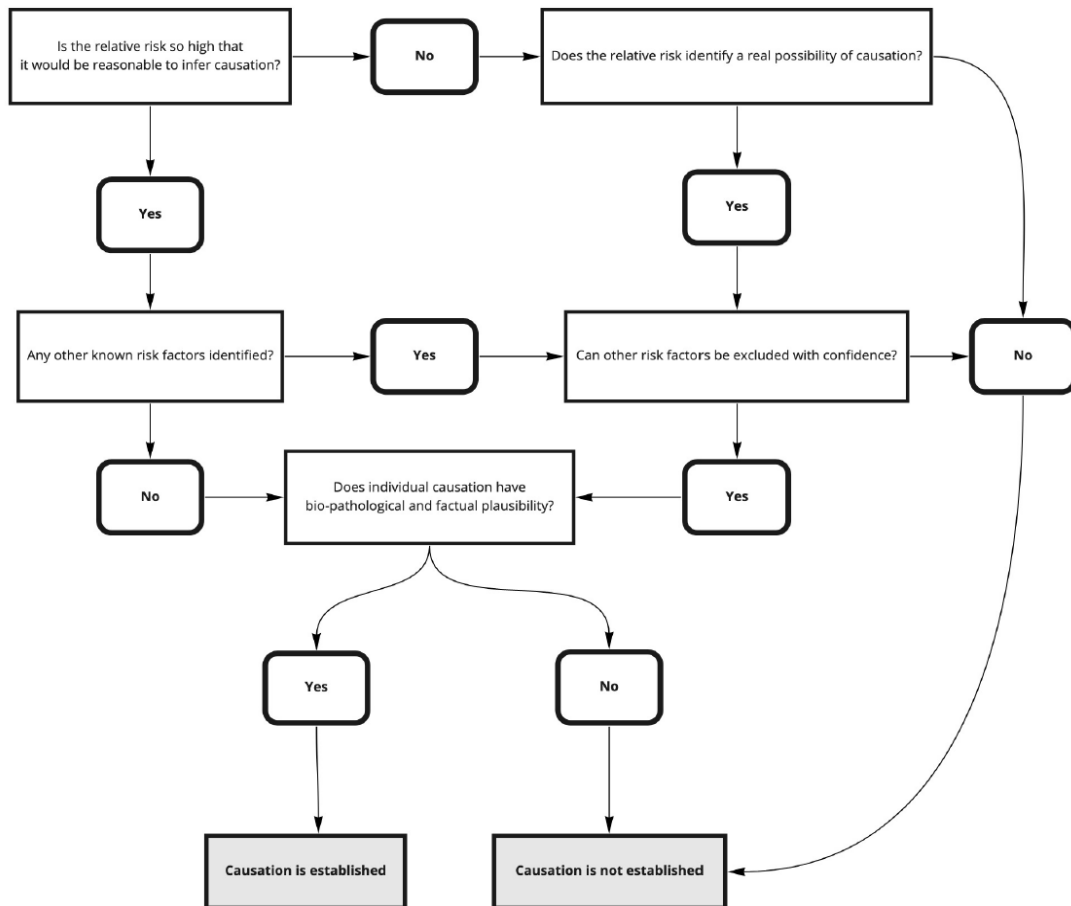 Is the relative risk so high that
it would be reasonable to infer causation?
No
Does the relative risk identify a real possibility of causation?
Yes
Yes
Any other known risk factors identified?
Yes
Can other risk factors be excluded with confidence?
No
No
Does individual causation have
bio-pathological and factual plausibility?
Yes
Yes
No
Causation is established
Causation is not established